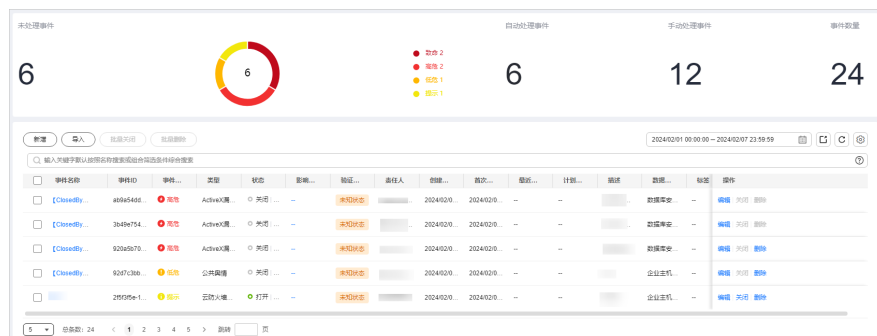 未处理事件 自动处理事件 手动处理事件 事件数量
6 6 致命 2 高危 2 低危 1 提示 1 6 12 24
新增 导入 批量关闭 批量删除 2024/02/01 00:00:00 – 2024/02/07 23:59:59
输入关键字默认按照名称搜索或组合筛选条件综合搜索
事件名称 事件ID 事件... 类型 状态 影响... 验证... 责任人 创建... 首次... 最近... 计划... 描述 数据... 标签 操作
【ClosedBy... ab9a54dd... 高危 ActiveX漏... 关闭 ... -- 未知状态 2024/02/0... 2024/02/0... -- -- 数据库安... -- 编辑 关闭 删除
【ClosedBy... 3b49e754... 高危 ActiveX漏... 关闭 ... -- 未知状态 2024/02/0... 2024/02/0... -- -- 数据库安... -- 编辑 关闭 删除
【ClosedBy... 920a5b70... 高危 ActiveX漏... 关闭 ... -- 未知状态 2024/02/0... 2024/02/0... -- -- 数据库安... -- 编辑 关闭 删除
【ClosedBy... 92d7c3bb... 低危 公共舆情 关闭 ... -- 未知状态 2024/02/0... 2024/02/0... -- -- 企业主机... -- 编辑 关闭 删除
2f5f3f5e-1... 提示 云防火墙... 打开 ... -- 未知状态 2024/02/0... 2024/02/0... -- -- 企业主机... -- 编辑 关闭 删除
5 总条数: 24 < 1 2 3 4 5 > 跳转 页